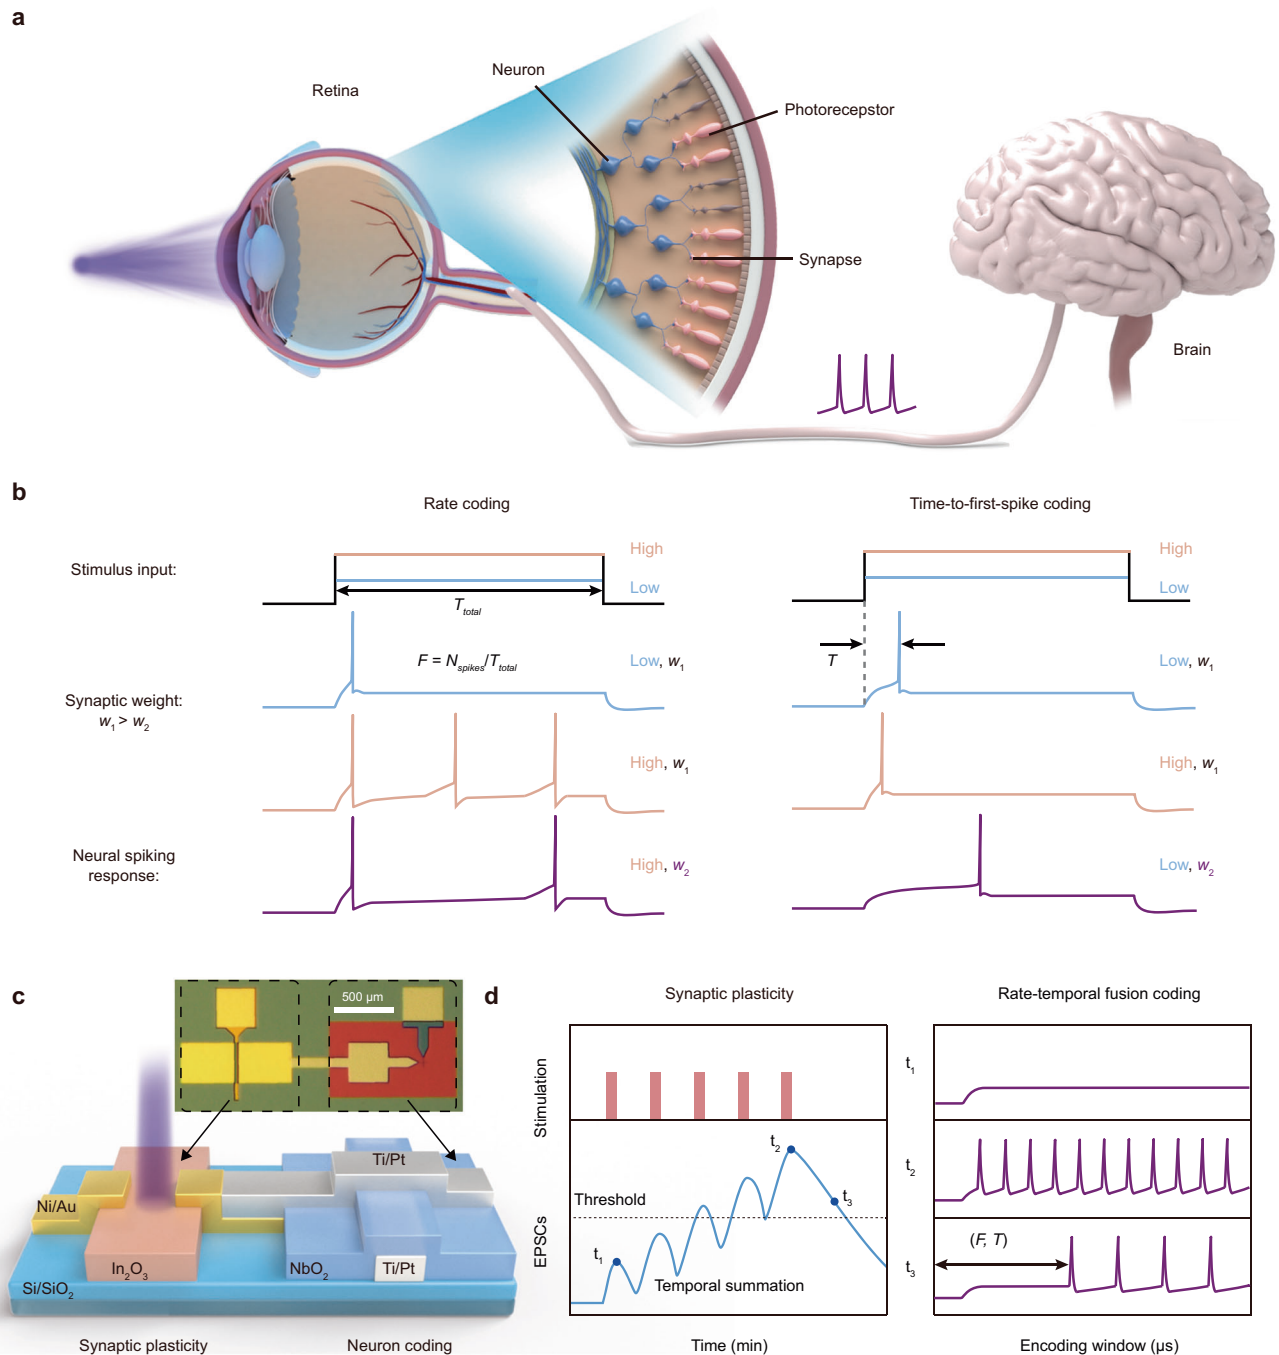 a
Retina
Neuron
Photorecepstor
Synapse
Brain
b
Rate coding
Time-to-first-spike coding
Stimulus input:
High
Low
T_total
High
Low
F = N_spikes/T_total
Low, w_1
T
Low, w_1
Synaptic weight:
w_1 > w_2
High, w_1
High, w_1
Neural spiking
response:
High, w_2
Low, w_2
c
500 µm
Ti/Pt
Ni/Au
In_2O_3
NbO_2
Ti/Pt
Si/SiO_2
Synaptic plasticity
Neuron coding
d
Synaptic plasticity
Rate-temporal fusion coding
Stimulation
EPSCs
Threshold
t_1
t_2
t_3
Temporal summation
Time (min)
t_1
t_2
t_3
(F, T)
Encoding window (µs)